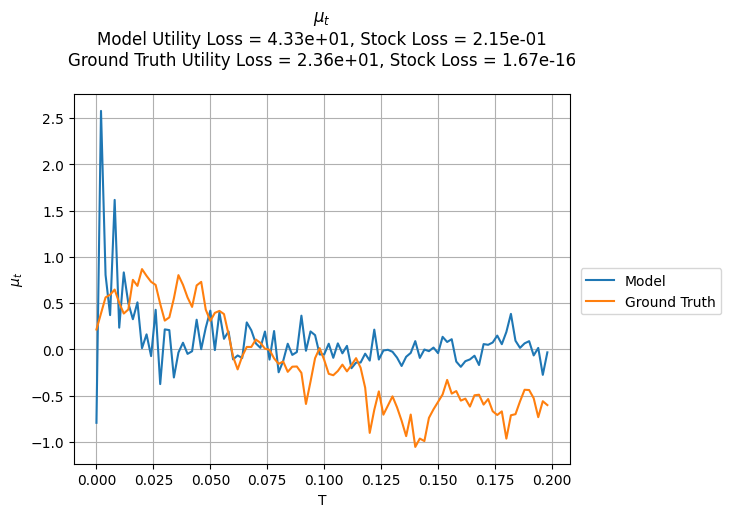 μ_t
Model Utility Loss = 4.33e+01, Stock Loss = 2.15e-01
Ground Truth Utility Loss = 2.36e+01, Stock Loss = 1.67e-16
2.5
2.0
1.5
1.0
0.5
0.0
−0.5
−1.0
μ_t
0.000 0.025 0.050 0.075 0.100 0.125 0.150 0.175 0.200
T
Model
Ground Truth